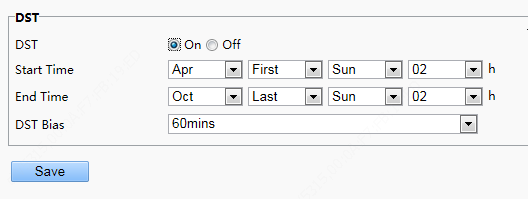 DST
DST On Off
Start Time Apr First Sun 02 h
End Time Oct Last Sun 02 h
DST Bias 60mins
Save